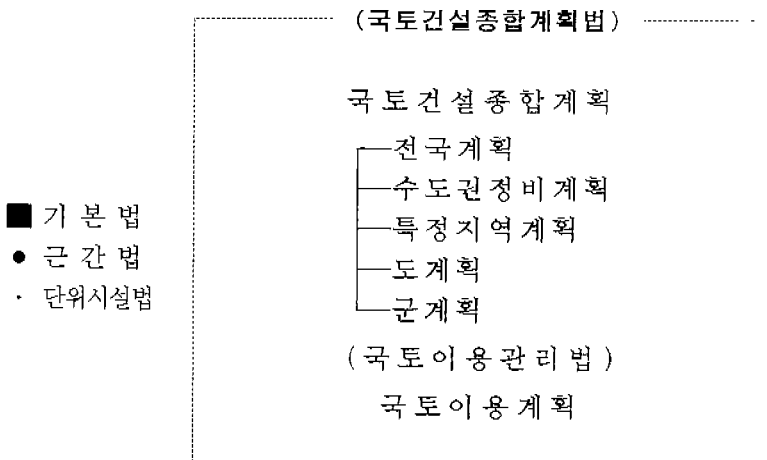 (국토건설종합계획법)
국토건설종합계획
전국계획
수도권정비계획
특정지역계획
도계획
군계획
(국토이용관리법)
국토이용계획
■ 기본법
● 근간법
· 단위시설법